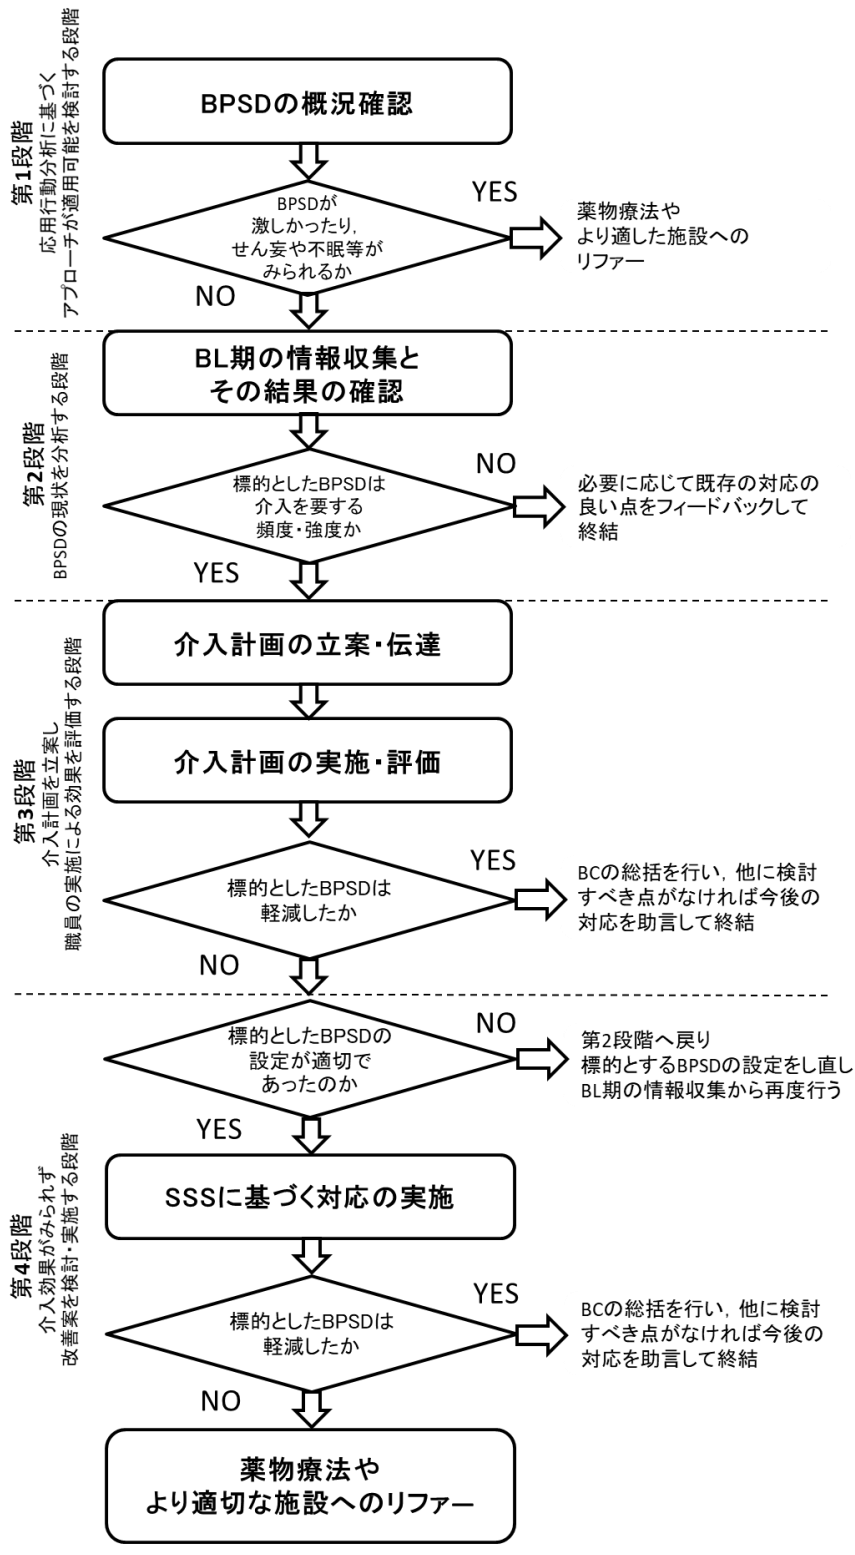 第1段階
応用行動分析に基づく
アプローチが適用可能を検討する段階
BPSDの概況確認
BPSDが
激しかったり，
せん妄や不眠等が
みられるか
YES
薬物療法や
より適した施設への
リファー
NO
第2段階
BPSDの現状を分析する段階
BL期の情報収集と
その結果の確認
標的としたBPSDは
介入を要する
頻度・強度か
NO
必要に応じて既存の対応の
良い点をフィードバックして
終結
YES
第3段階
介入計画を立案し
職員の実施による効果を評価する段階
介入計画の立案・伝達
介入計画の実施・評価
標的としたBPSDは
軽減したか
YES
BCの総括を行い，他に検討
すべき点がなければ今後の
対応を助言して終結
NO
第4段階
介入効果がみられず
改善案を検討・実施する段階
標的としたBPSDの
設定が適切で
あったのか
NO
第2段階へ戻り
標的とするBPSDの設定をし直し
BL期の情報収集から再度行う
YES
SSSに基づく対応の実施
標的としたBPSDは
軽減したか
YES
BCの総括を行い，他に検討
すべき点がなければ今後の
対応を助言して終結
NO
薬物療法や
より適切な施設へのリファー